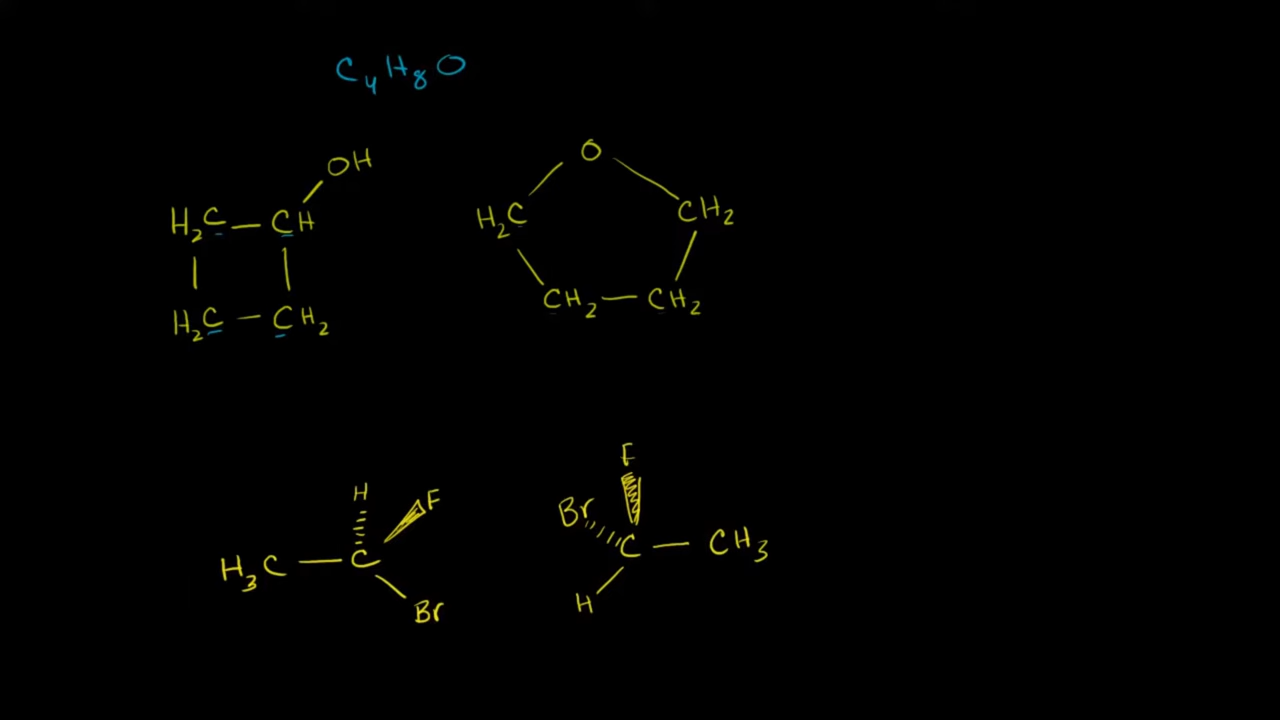 C4H8O
OH
O
H2C CH
H2C CH2
H2C CH2
CH2 CH2
F
H F
Br
C CH3
H3C C
H
Br